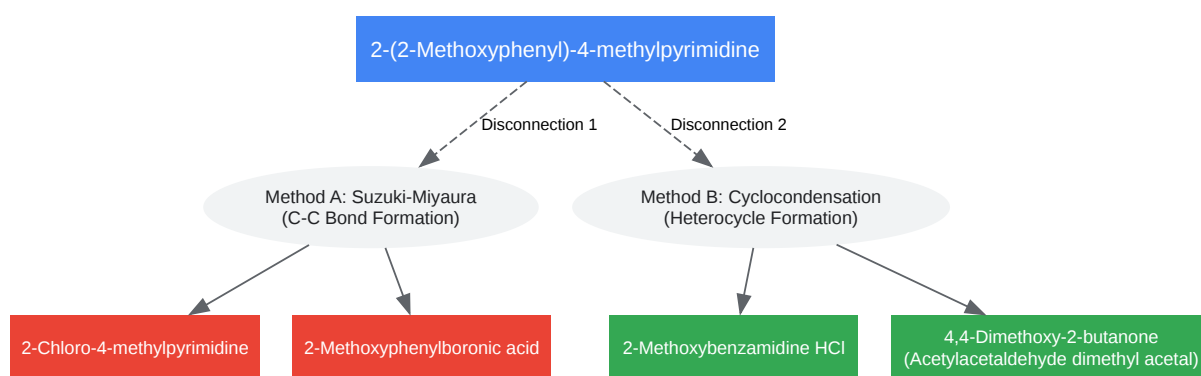 2-(2-Methoxyphenyl)-4-methylpyrimidine
Disconnection 1
Disconnection 2
Method A: Suzuki-Miyaura
(C-C Bond Formation)
Method B: Cyclocondensation
(Heterocycle Formation)
2-Chloro-4-methylpyrimidine
2-Methoxyphenylboronic acid
2-Methoxybenzamidine HCl
4,4-Dimethoxy-2-butanone
(Acetylacetaldehyde dimethyl acetal)